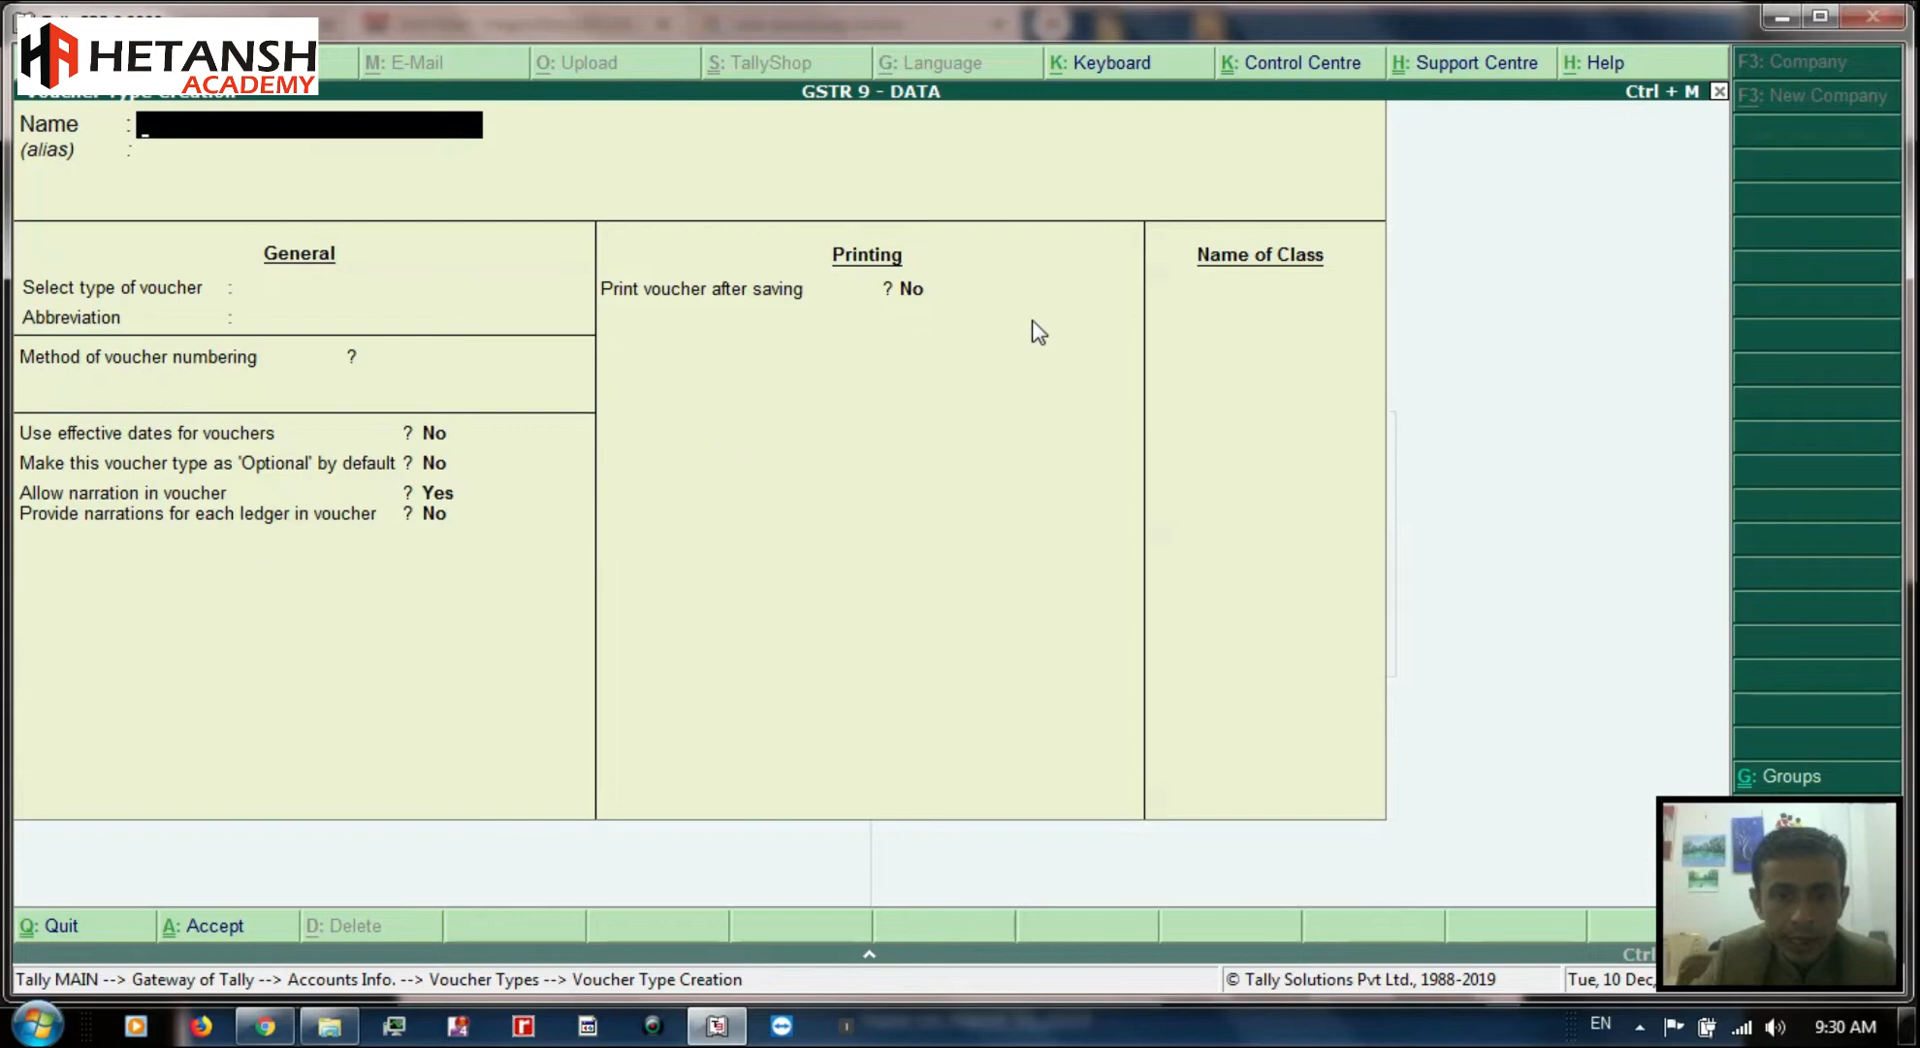 HETANSH
ACADEMY
M: E-Mail
O: Upload
S: TallyShop
G: Language
K: Keyboard
K: Control Centre
H: Support Centre
H: Help
F3: Company
F3: New Company
Voucher Type Creation
GSTR 9 - DATA
Ctrl + M
Name :
(alias) :
General
Printing
Name of Class
Select type of voucher :
Abbreviation :
Print voucher after saving ? No
Method of voucher numbering ?
Use effective dates for vouchers ? No
Make this voucher type as 'Optional' by default ? No
Allow narration in voucher ? Yes
Provide narrations for each ledger in voucher ? No
G: Groups
Q: Quit
A: Accept
D: Delete
Ctrl
Tally MAIN --> Gateway of Tally --> Accounts Info. --> Voucher Types --> Voucher Type Creation
© Tally Solutions Pvt Ltd., 1988-2019
Tue, 10 Dec,
EN
9:30 AM